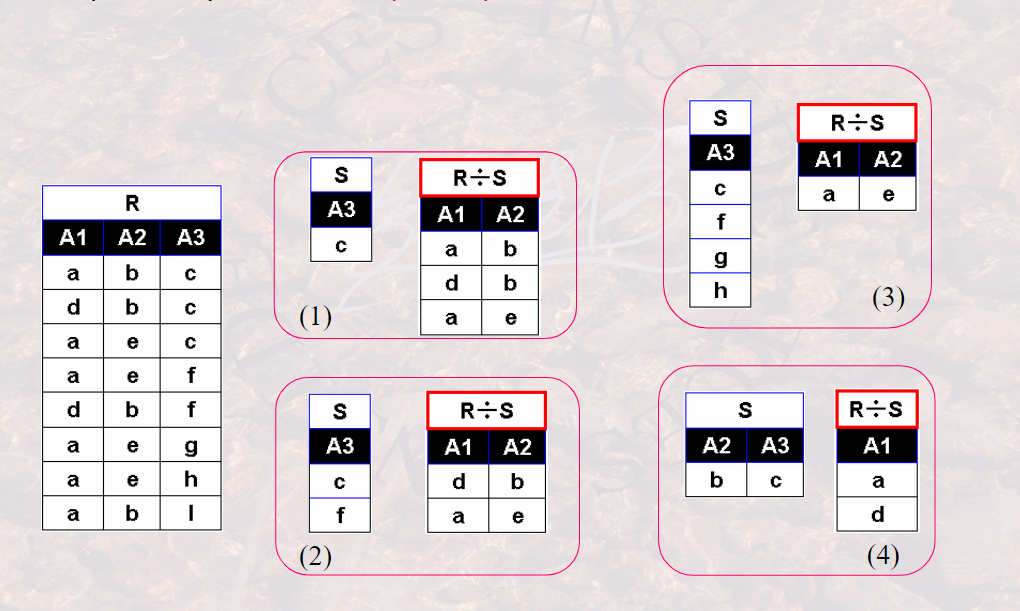 R
A1 A2 A3
a b c
d b c
a e c
a e f
d b f
a e g
a e h
a b l
S
A3
c
R÷S
A1 A2
a b
d b
a e
(1)
S
A3
c
f
R÷S
A1 A2
d b
a e
(2)
S
A3
c
f
g
h
R÷S
A1 A2
a e
(3)
S
A2 A3
b c
R÷S
A1
a
d
(4)